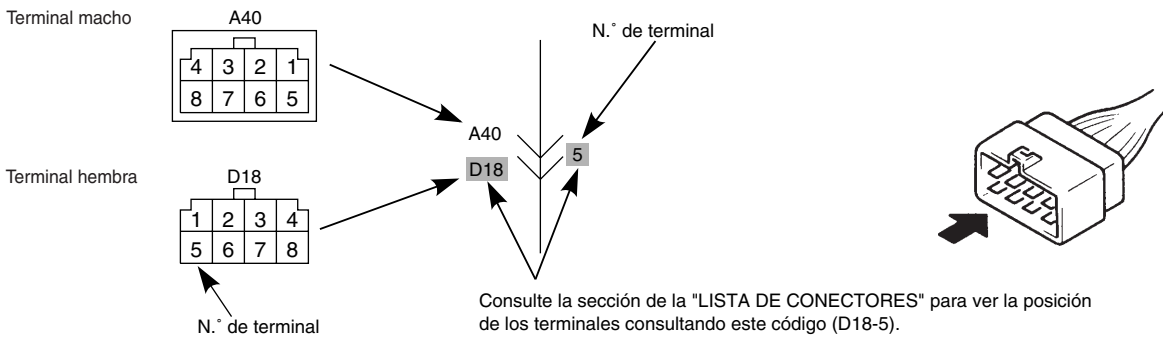 Terminal macho
A40
4 3 2 1
8 7 6 5
N.° de terminal
A40
5
D18
Terminal hembra
D18
1 2 3 4
5 6 7 8
N.° de terminal
Consulte la sección de la "LISTA DE CONECTORES" para ver la posición
de los terminales consultando este código (D18-5).